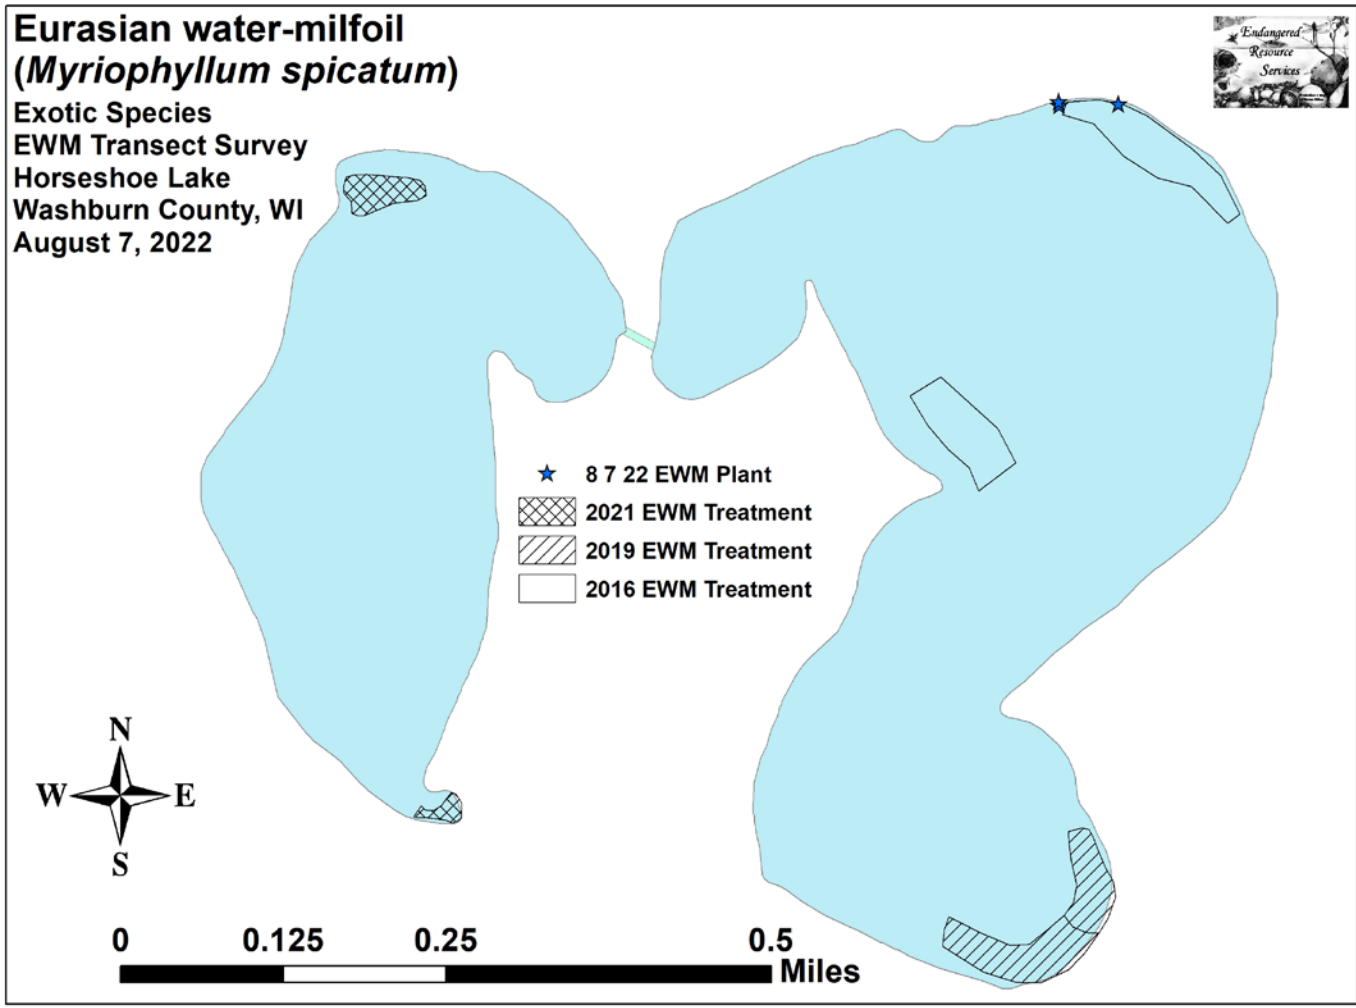 Eurasian water-milfoil
(Myriophyllum spicatum)
Exotic Species
EWM Transect Survey
Horseshoe Lake
Washburn County, WI
August 7, 2022
Endangered
Resource
Services
8 7 22 EWM Plant
2021 EWM Treatment
2019 EWM Treatment
2016 EWM Treatment
N
W E
S
0 0.125 0.25 0.5
Miles